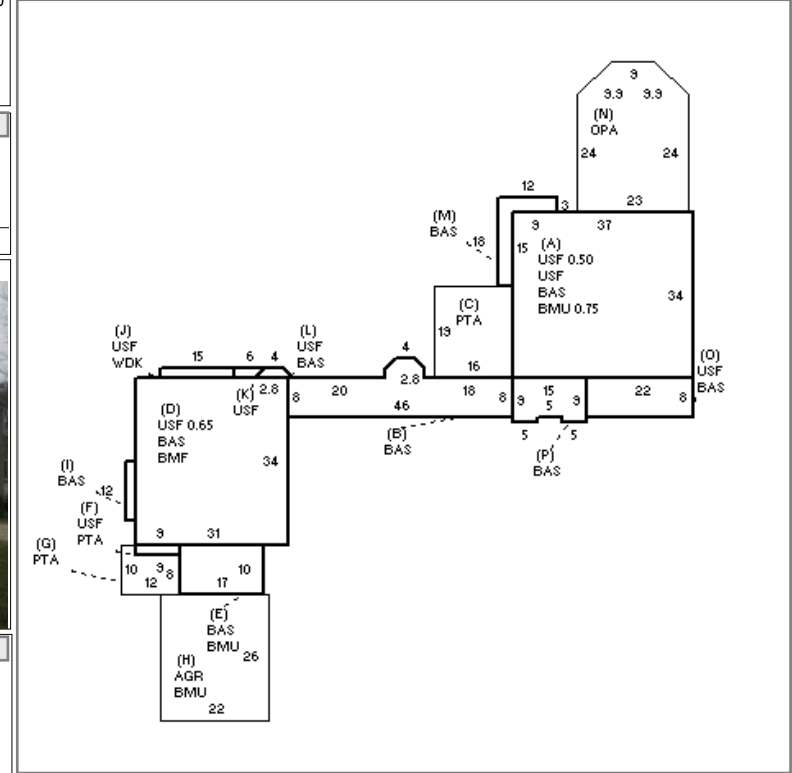 9
9.9 9.9
(N)
OPA
24 24
12
23
3
(M)
BAS
9 37
18
15
(A)
USF 0.50
USF
BAS
BMU 0.75
34
(C)
PTA
19
16
(J)
USF
WDK
15 6 4
(L)
USF
BAS
4
(O)
USF
BAS
2.8
(K)
USF
2.8
8
20 18 8
46
9 15 9
5
22 8
5 5
(B)
BAS
(P)
BAS
(D)
USF 0.65
BAS
BMF
34
(I)
BAS
12
(F)
USF
PTA
9 31
(G)
PTA
10
9
8
12
10
17
(E)
BAS
BMU
26
(H)
AGR
BMU
22